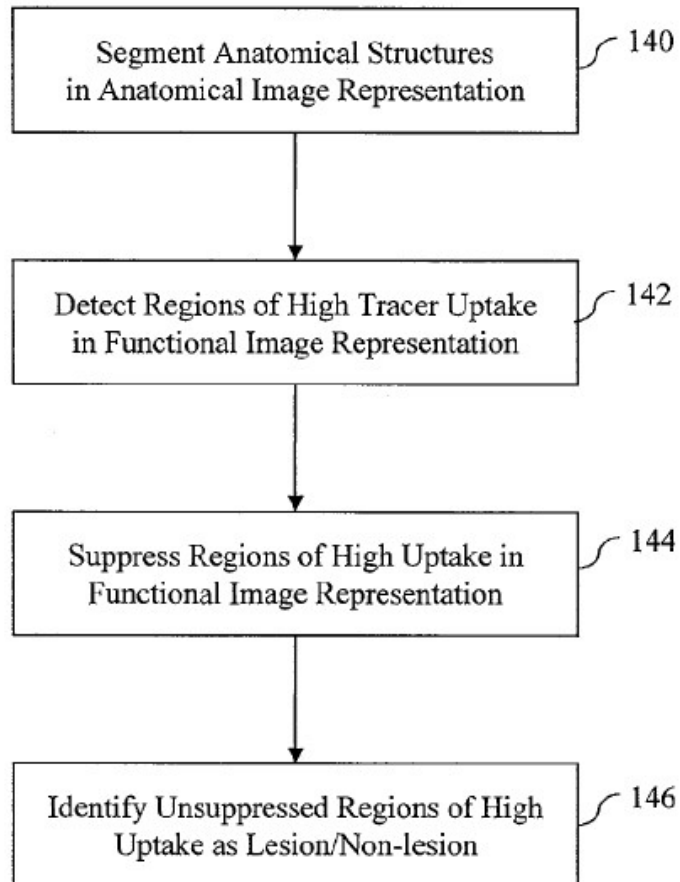 Segment Anatomical Structures
in Anatomical Image Representation
140
Detect Regions of High Tracer Uptake
in Functional Image Representation
142
Suppress Regions of High Uptake in
Functional Image Representation
144
Identify Unsuppressed Regions of High
Uptake as Lesion/Non-lesion
146